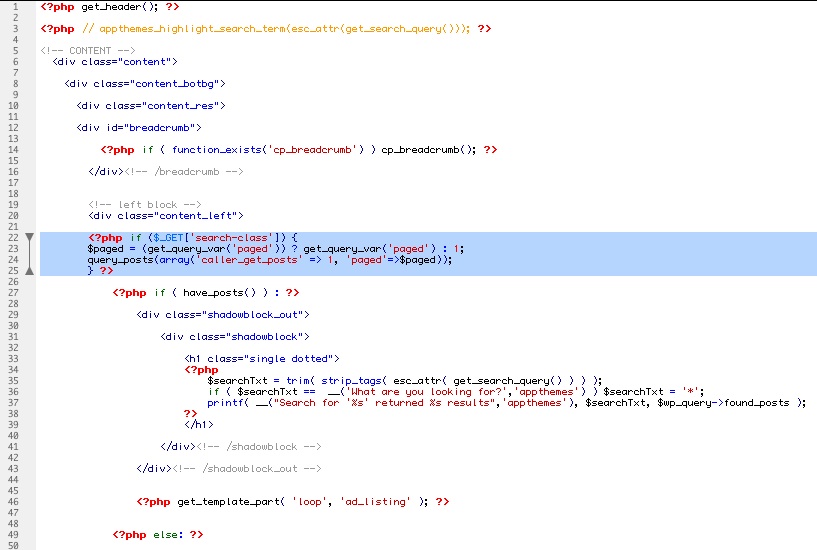 1 <?php get_header(); ?>
2
3 <?php // appthemes_highlight_search_term(esc_attr(get_search_query())); ?>
4
5 <!-- CONTENT -->
6 <div class="content">
7
8 <div class="content_botbg">
9
10 <div class="content_res">
11
12 <div id="breadcrumb">
13
14 <?php if ( function_exists('cp_breadcrumb') ) cp_breadcrumb(); ?>
15
16 </div><!-- /breadcrumb -->
17
18
19 <!-- left block -->
20 <div class="content_left">
21
22 <?php if ($_GET['search-class']) {
23 $paged = (get_query_var('paged')) ? get_query_var('paged') : 1;
24 query_posts(array('caller_get_posts' => 1, 'paged'=>$paged));
25 } ?>
26
27 <?php if ( have_posts() ) : ?>
28
29 <div class="shadowblock_out">
30
31 <div class="shadowblock">
32
33 <h1 class="single dotted">
34 <?php
35 $searchTxt = trim( strip_tags( esc_attr( get_search_query() ) ) );
36 if ( $searchTxt == __('What are you looking for?','appthemes') ) $searchTxt = '*';
37 printf( __("Search for '%s' returned %s results",'appthemes'), $searchTxt, $wp_query->found_posts );
38 ?>
39 </h1>
40
41 </div><!-- /shadowblock -->
42
43 </div><!-- /shadowblock_out -->
44
45
46 <?php get_template_part( 'loop', 'ad_listing' ); ?>
47
48
49 <?php else: ?>
50